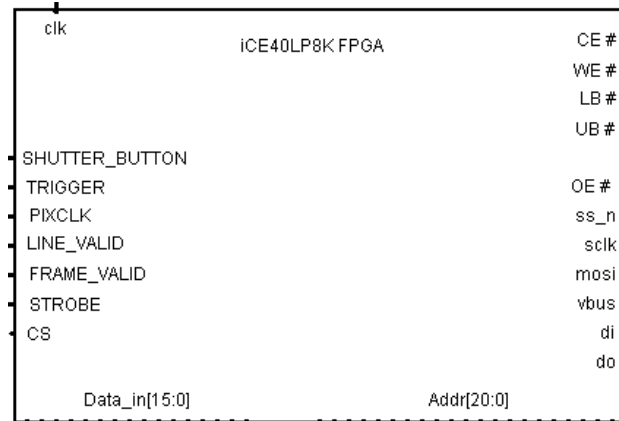 clk
iCE40LP8K FPGA
CE #
WE #
LB #
UB #
SHUTTER_BUTTON
TRIGGER
OE #
PIXCLK
ss_n
LINE_VALID
sclk
FRAME_VALID
mosi
STROBE
vbus
CS
di
do
Data_in[15:0]
Addr[20:0]